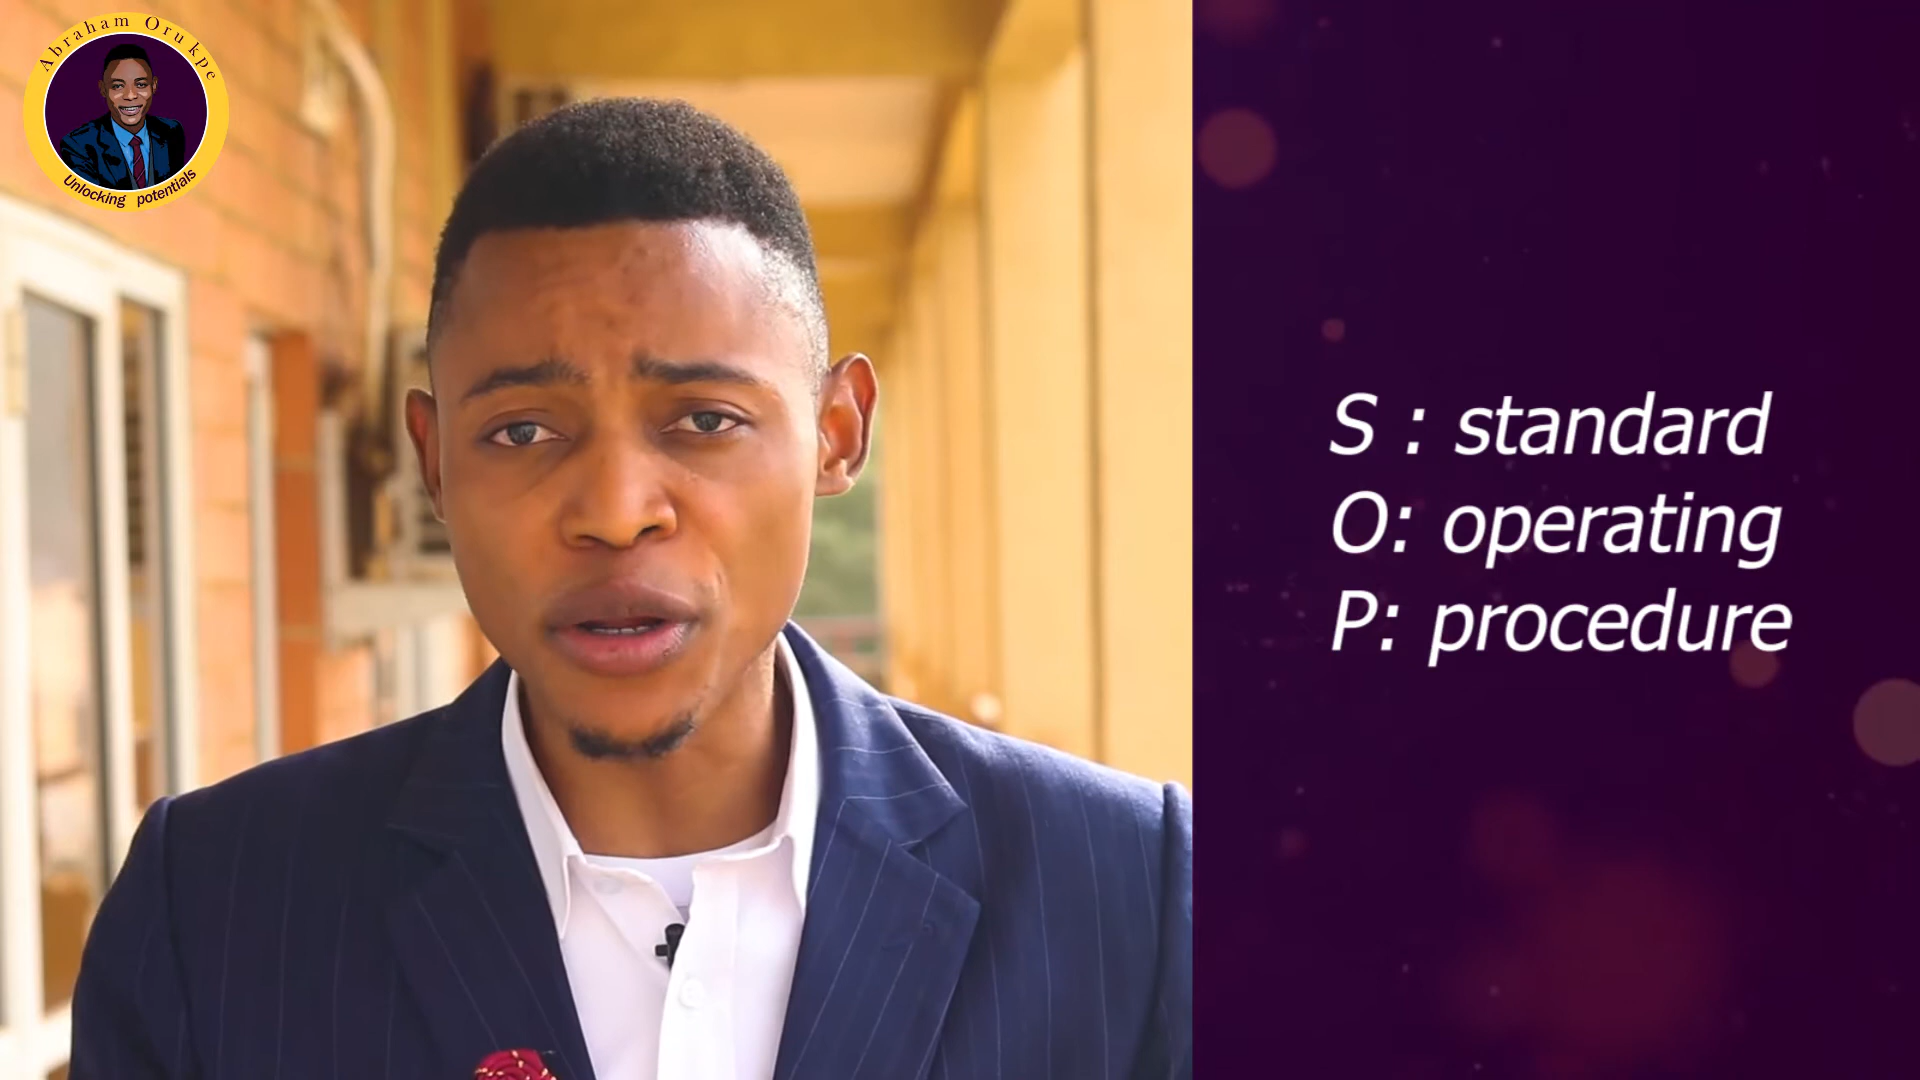 Abraham Orukpe
Unlocking potentials
S : standard
O: operating
P: procedure